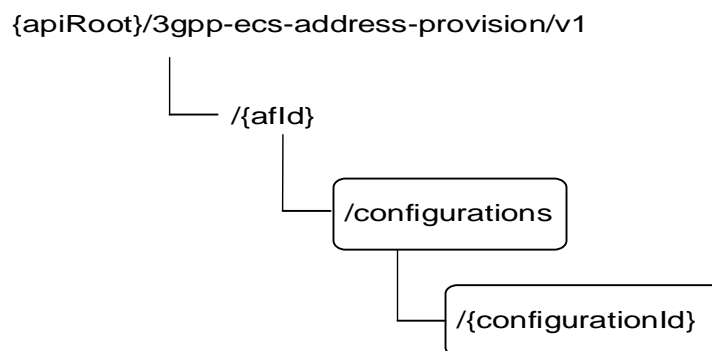 {apiRoot}/3gpp-ecs-address-provision/v1
/{afId}
/configurations
/{configurationId}